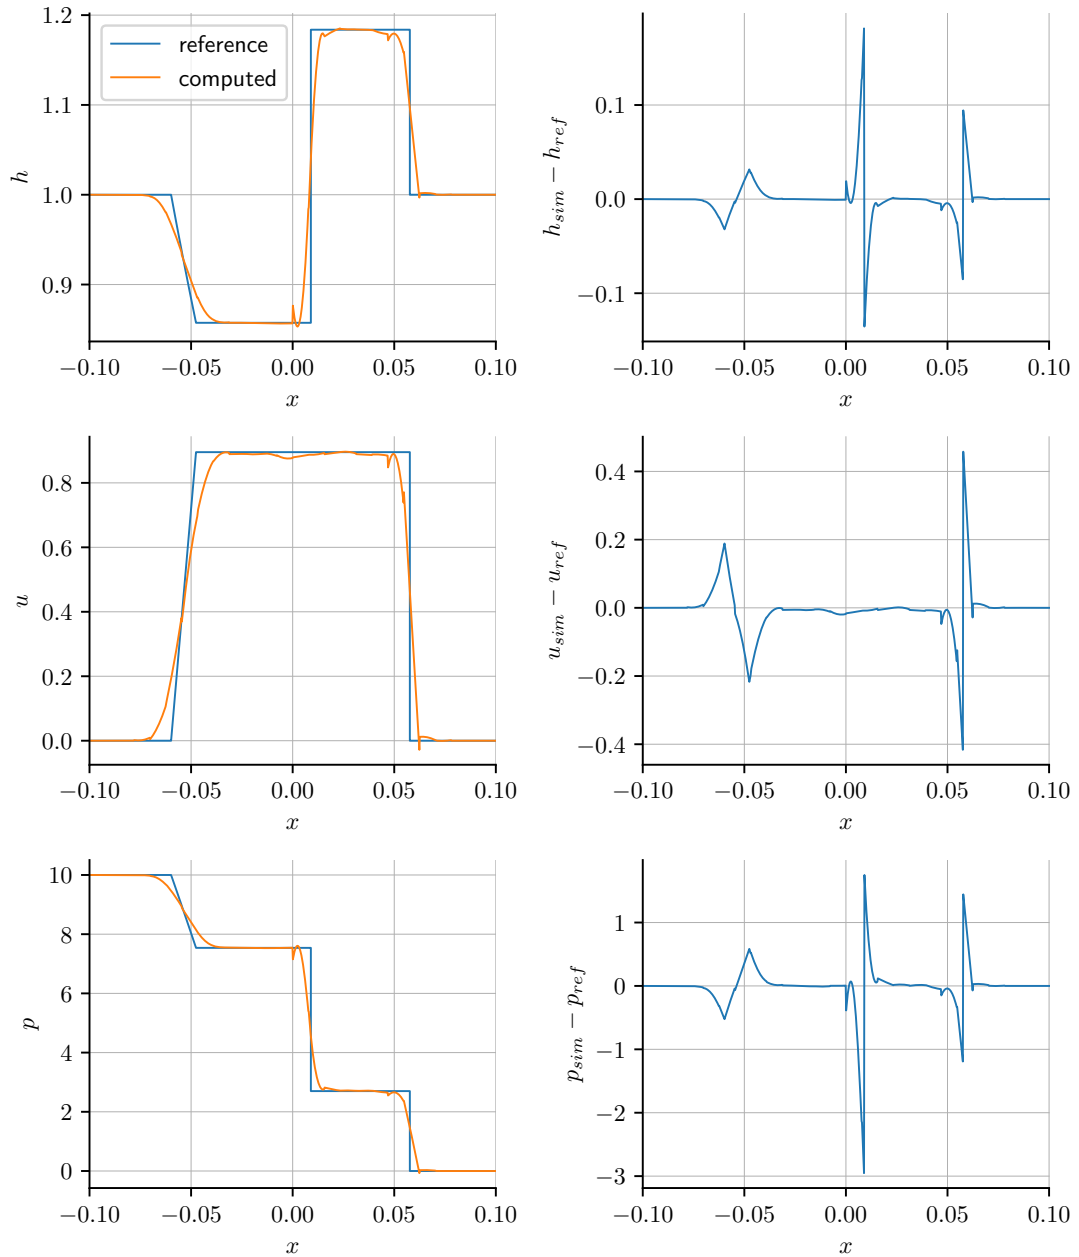 1.2
1.1
1.0
0.9
h
reference
computed
−0.10 −0.05 0.00 0.05 0.10
x
0.1
0.0
−0.1
h_sim − h_ref
−0.10 −0.05 0.00 0.05 0.10
x
0.8
0.6
0.4
0.2
0.0
u
−0.10 −0.05 0.00 0.05 0.10
x
0.4
0.2
0.0
−0.2
−0.4
u_sim − u_ref
−0.10 −0.05 0.00 0.05 0.10
x
10
8
6
4
2
0
p
−0.10 −0.05 0.00 0.05 0.10
x
1
0
−1
−2
−3
p_sim − p_ref
−0.10 −0.05 0.00 0.05 0.10
x